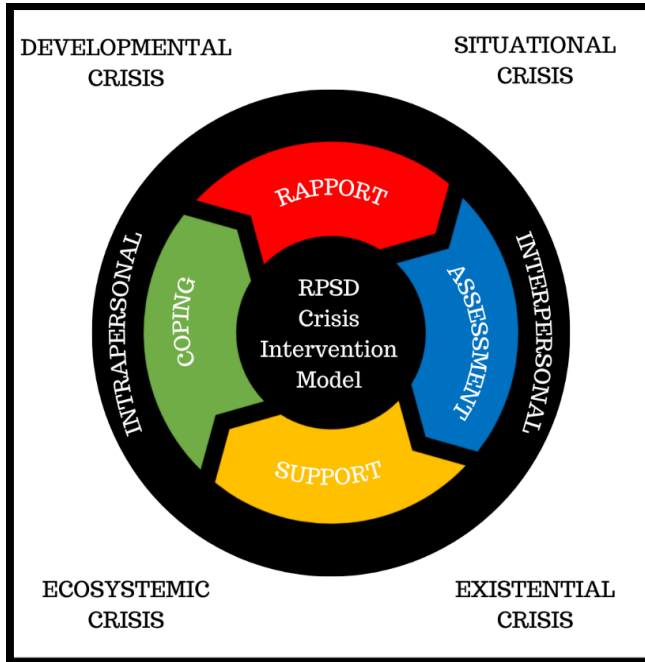 DEVELOPMENTAL
CRISIS
SITUATIONAL
CRISIS
RAPPORT
INTRAPERSONAL
COPING
RPSD
Crisis
Intervention
Model
ASSESSMENT
INTERPERSONAL
SUPPORT
ECOSYSTEMIC
CRISIS
EXISTENTIAL
CRISIS